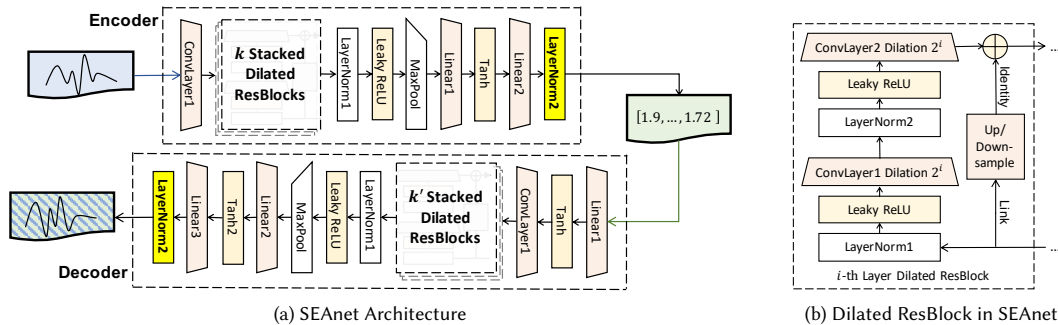 Encoder
ConvLayer1
k Stacked
Dilated
ResBlocks
LayerNorm1
Leaky ReLU
MaxPool
Linear1
Tanh
Linear2
LayerNorm2
[1.9, ..., 1.72 ]
Decoder
LayerNorm2
Linear3
Tanh2
Linear2
MaxPool
Leaky ReLU
LayerNorm1
k′ Stacked
Dilated
ResBlocks
ConvLayer1
Tanh
Linear1
(a) SEAnet Architecture
ConvLayer2 Dilation 2^i
Leaky ReLU
LayerNorm2
ConvLayer1 Dilation 2^i
Leaky ReLU
LayerNorm1
Identity
Up/
Down-
sample
Link
...
...
i-th Layer Dilated ResBlock
(b) Dilated ResBlock in SEAnet